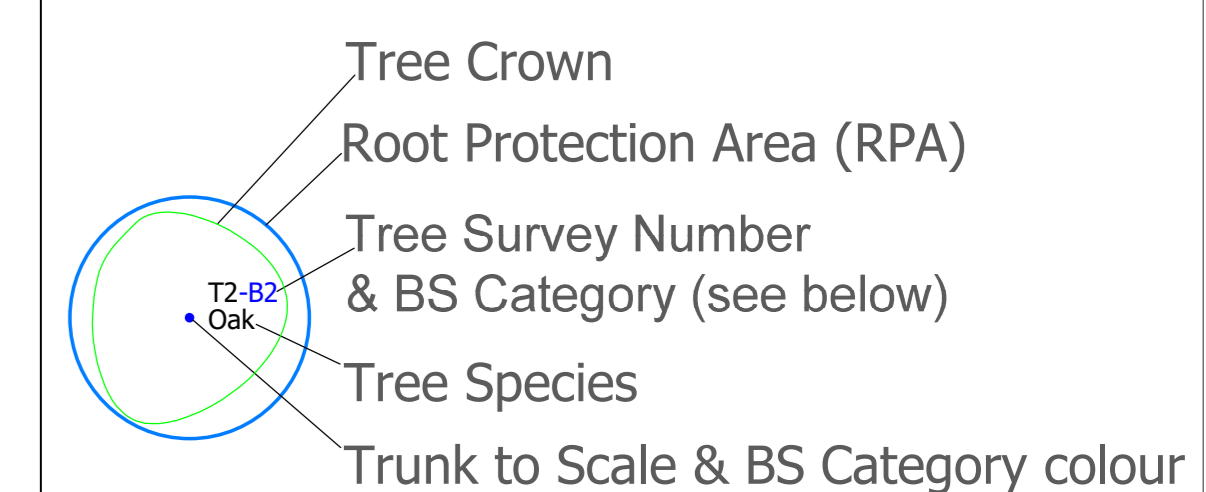 Tree Crown
Root Protection Area (RPA)
Tree Survey Number
& BS Category (see below)
T2-B2
Oak
Tree Species
Trunk to Scale & BS Category colour